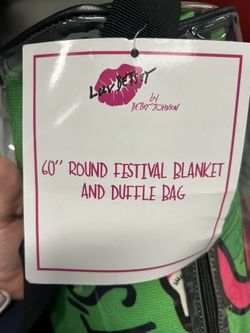 LUV BETSEY
by
BETSEY JOHNSON
60" ROUND FESTIVAL BLANKET
AND DUFFLE BAG